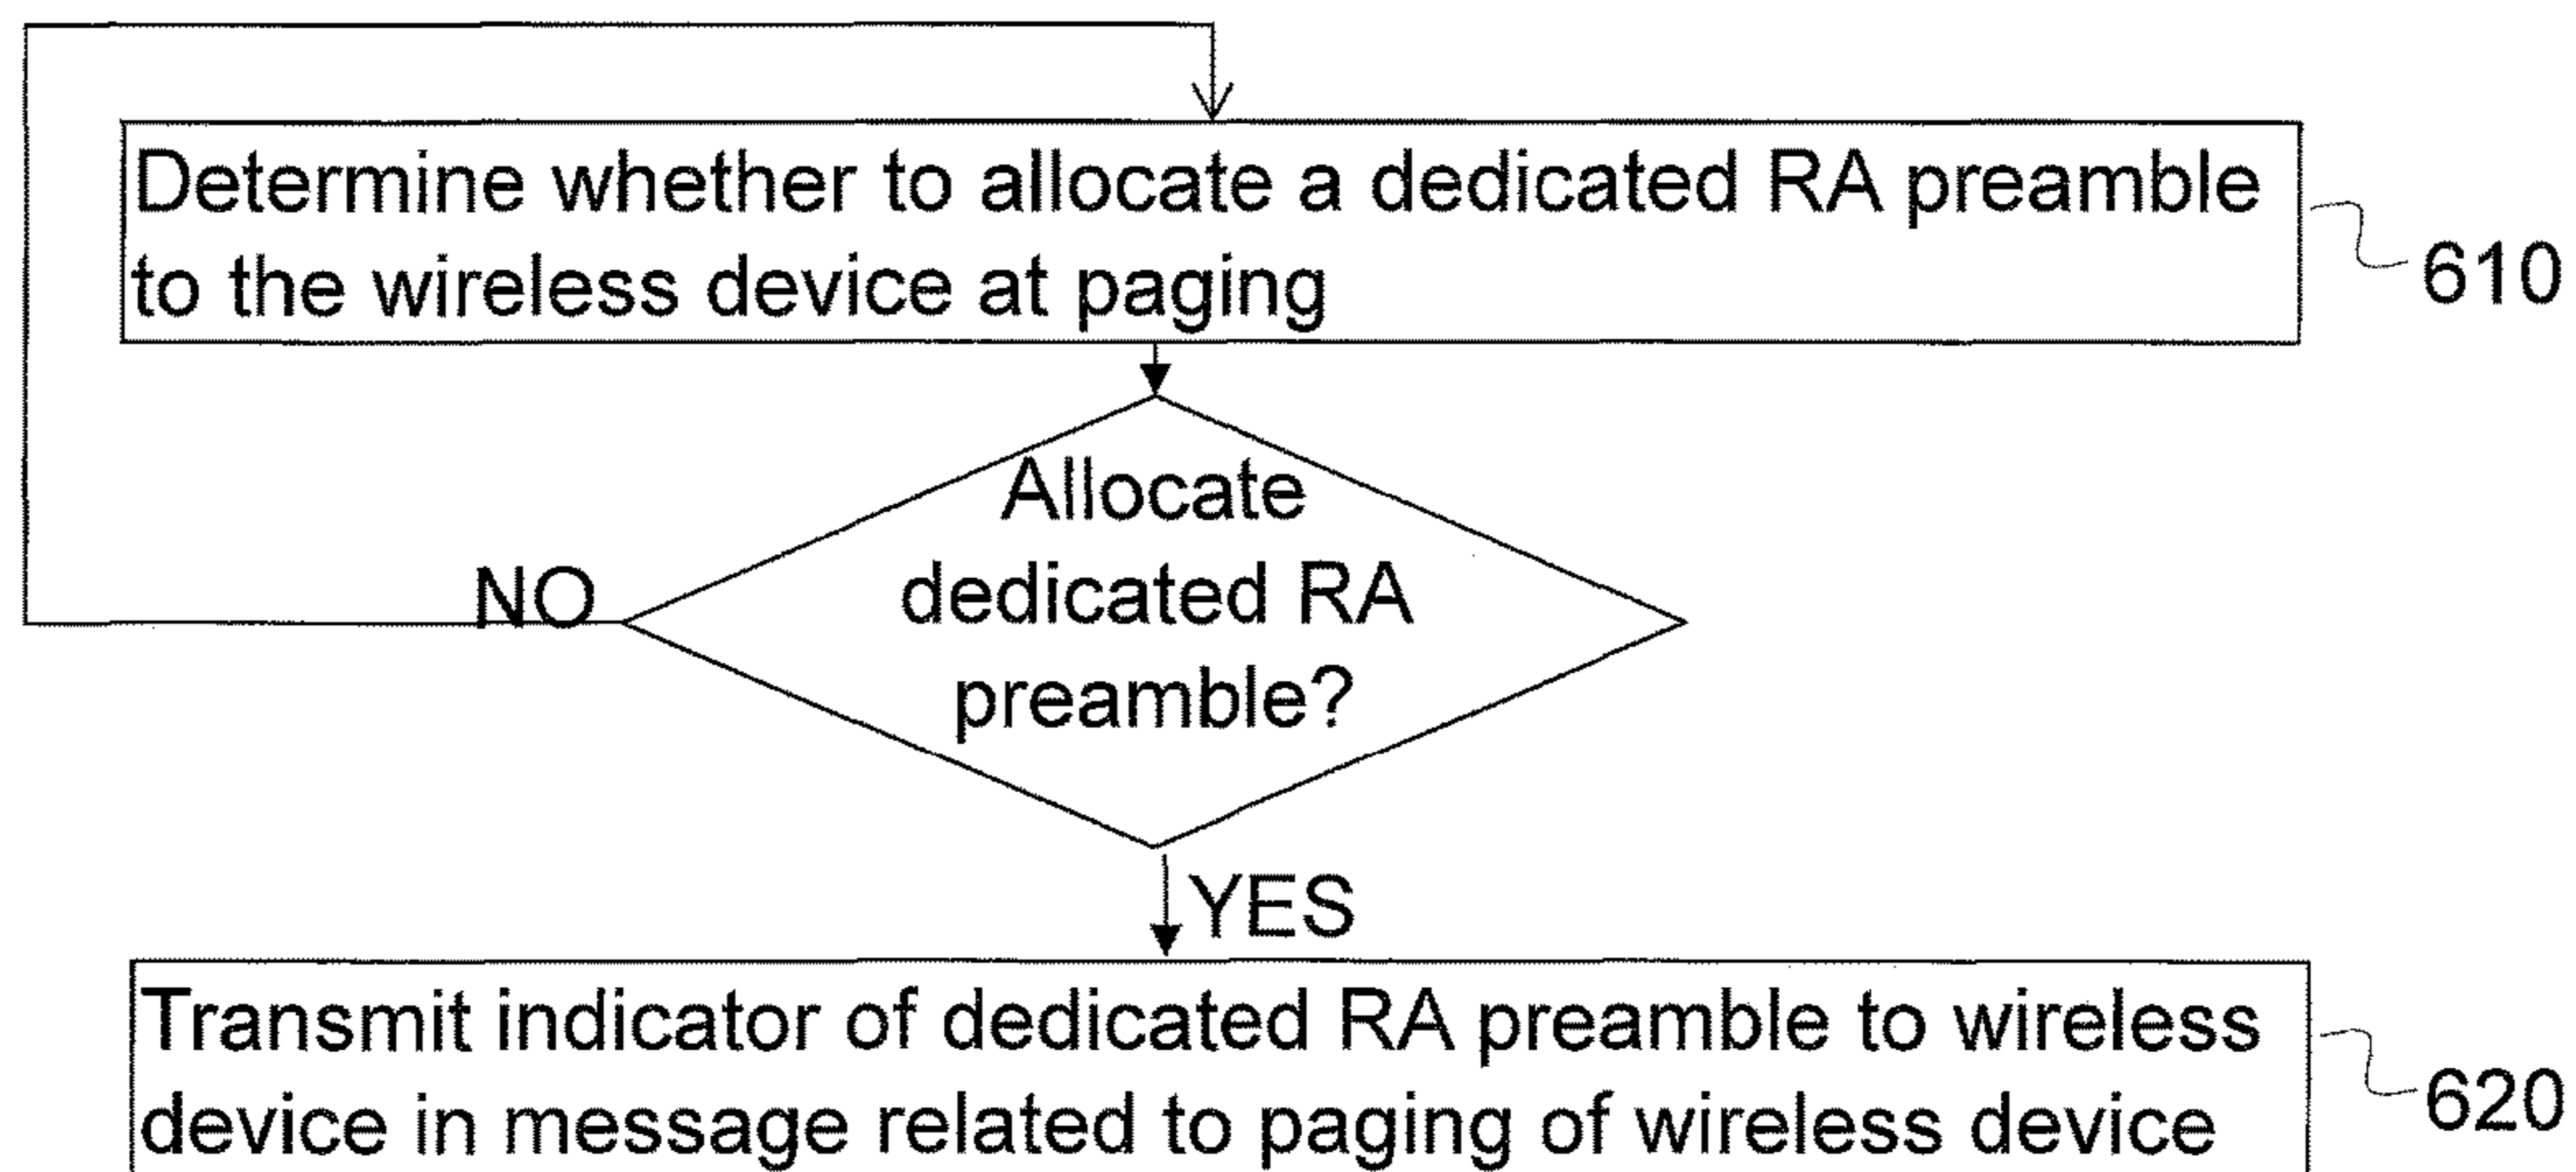 Determine whether to allocate a dedicated RA preamble
to the wireless device at paging
610
Allocate
dedicated RA
preamble?
NO
YES
Transmit indicator of dedicated RA preamble to wireless
device in message related to paging of wireless device
620